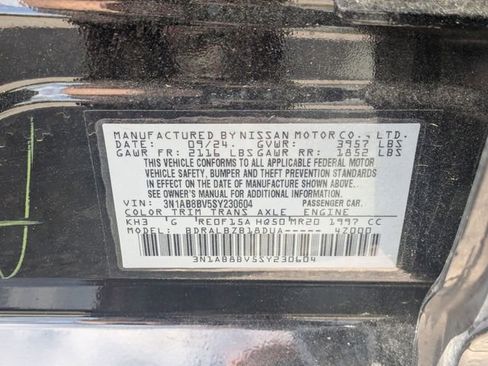 MANUFACTURED BY NISSAN MOTOR CO., LTD.
DATE: 09/24 GVWR: 3957 LBS
GAWR FR: 2116 LBS GAWR RR: 1852 LBS
THIS VEHICLE CONFORMS TO ALL APPLICABLE FEDERAL MOTOR
VEHICLE SAFETY, BUMPER AND THEFT PREVENTION STANDARDS
IN EFFECT ON THE DATE OF MANUFACTURE SHOWN ABOVE.
SEE OWNER'S MANUAL FOR ADDITIONAL INFORMATION.
VIN: 3N1AB8BV5SY230604 PASSENGER CAR.
COLOR TRIM TRANS AXLE ENGINE
KH3 G RE0F15A H050 MR20 1997 CC
MODEL: BDRALBZB18DUA----- 4Z000
3N1AB8BV5SY230604